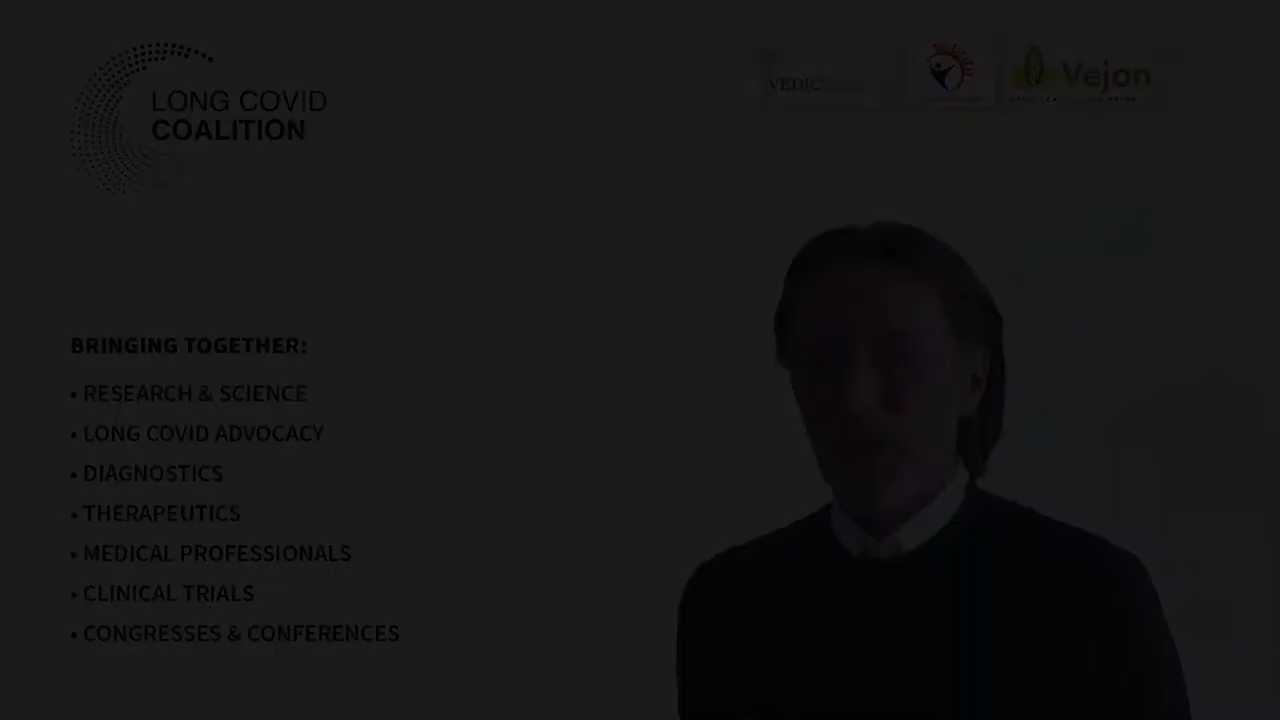 LONG COVID
COALITION
VEDIC
Vejon
BRINGING TOGETHER:
• RESEARCH & SCIENCE
• LONG COVID ADVOCACY
• DIAGNOSTICS
• THERAPEUTICS
• MEDICAL PROFESSIONALS
• CLINICAL TRIALS
• CONGRESSES & CONFERENCES